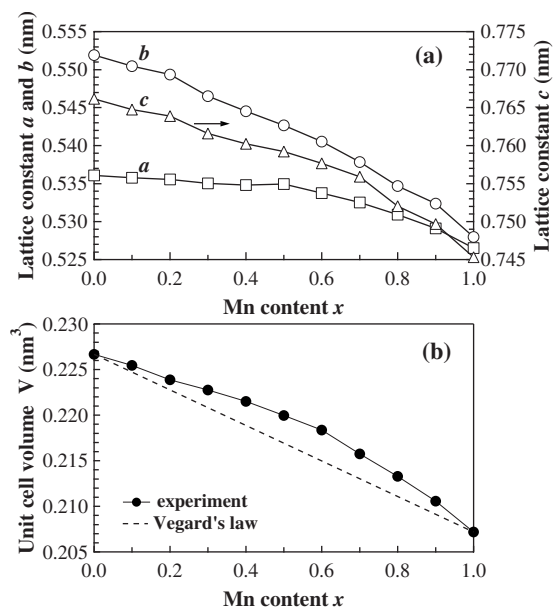 0.555
0.550
0.545
0.540
0.535
0.530
0.525
Lattice constant a and b (nm)
b
c
a
(a)
0.775
0.770
0.765
0.760
0.755
0.750
0.745
Lattice constant c (nm)
0.0 0.2 0.4 0.6 0.8 1.0
Mn content x
0.230
0.225
0.220
0.215
0.210
0.205
Unit cell volume V (nm³)
(b)
experiment
Vegard's law
0.0 0.2 0.4 0.6 0.8 1.0
Mn content x